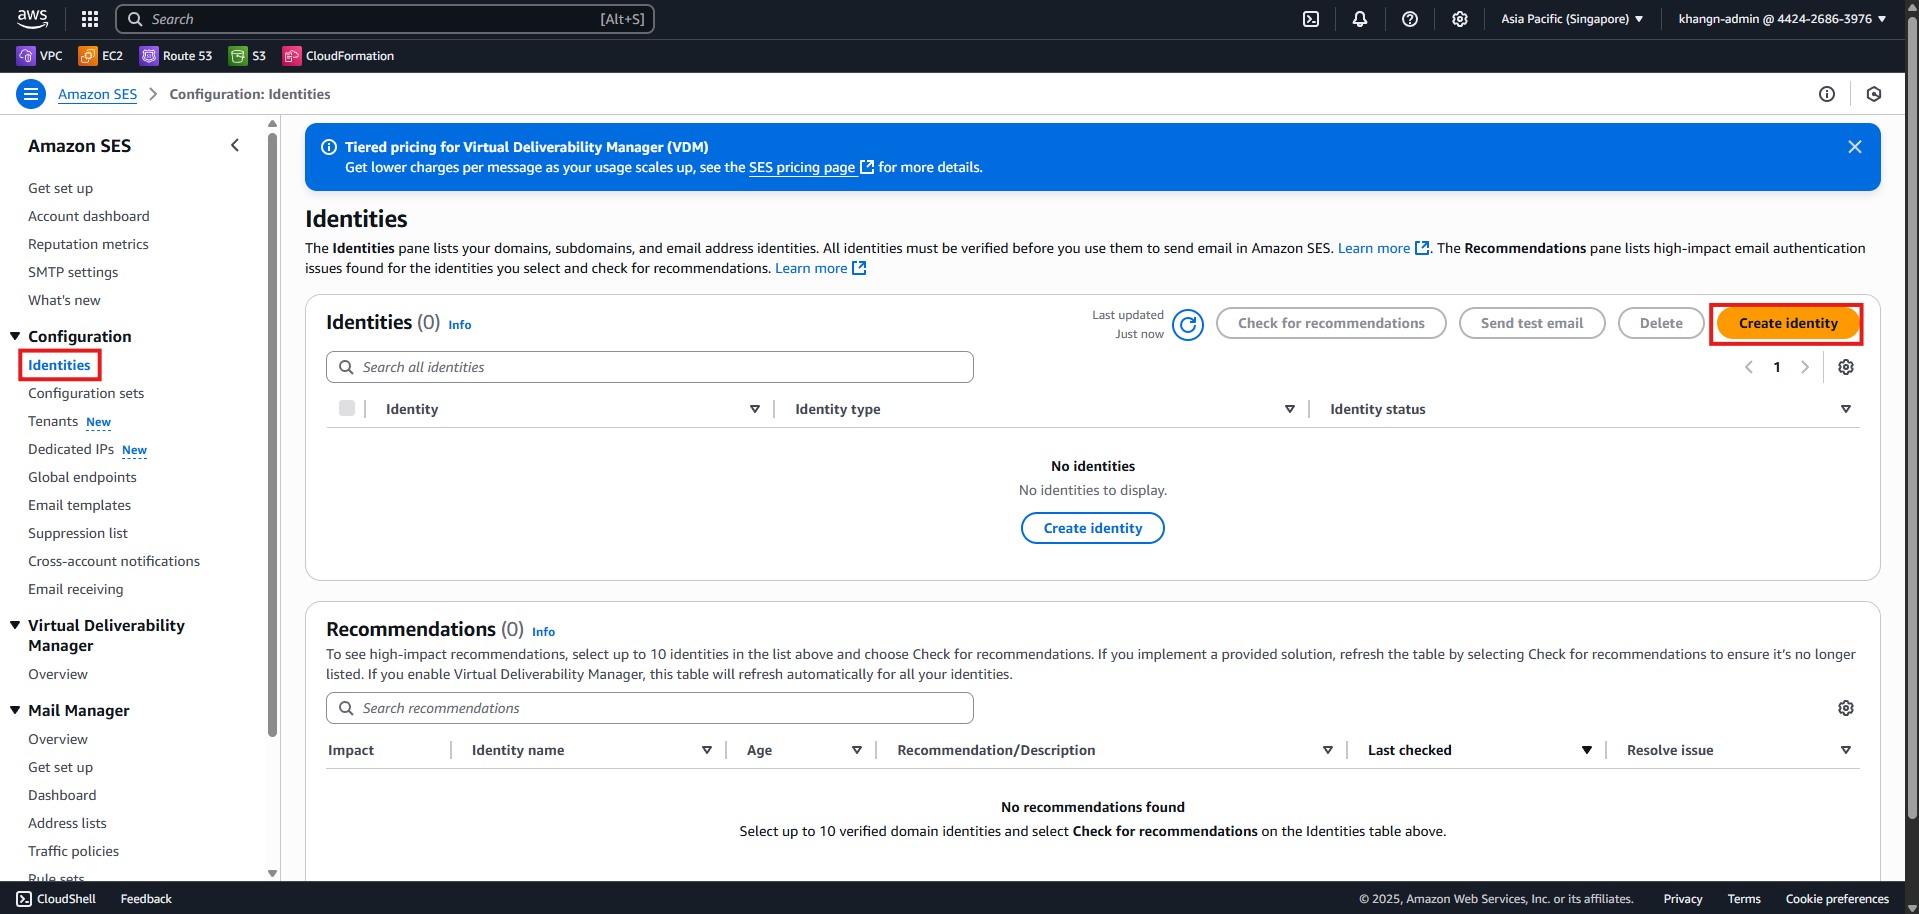 aws
Search
[Alt+S]
Asia Pacific (Singapore)
khangn-admin @ 4424-2686-3976
VPC
EC2
Route 53
S3
CloudFormation
Amazon SES
Configuration: Identities
Amazon SES
Get set up
Account dashboard
Reputation metrics
SMTP settings
What's new
Configuration
Identities
Configuration sets
Tenants New
Dedicated IPs New
Global endpoints
Email templates
Suppression list
Cross-account notifications
Email receiving
Virtual Deliverability
Manager
Overview
Mail Manager
Overview
Get set up
Dashboard
Address lists
Traffic policies
Rule sets
Tiered pricing for Virtual Deliverability Manager (VDM)
Get lower charges per message as your usage scales up, see the SES pricing page for more details.
Identities
The Identities pane lists your domains, subdomains, and email address identities. All identities must be verified before you use them to send email in Amazon SES. Learn more. The Recommendations pane lists high-impact email authentication
issues found for the identities you select and check for recommendations. Learn more
Identities (0) Info
Last updated
Just now
Check for recommendations
Send test email
Delete
Create identity
Search all identities
1
Identity
Identity type
Identity status
No identities
No identities to display.
Create identity
Recommendations (0) Info
To see high-impact recommendations, select up to 10 identities in the list above and choose Check for recommendations. If you implement a provided solution, refresh the table by selecting Check for recommendations to ensure it's no longer
listed. If you enable Virtual Deliverability Manager, this table will refresh automatically for all your identities.
Search recommendations
Impact
Identity name
Age
Recommendation/Description
Last checked
Resolve issue
No recommendations found
Select up to 10 verified domain identities and select Check for recommendations on the Identities table above.
CloudShell
Feedback
© 2025, Amazon Web Services, Inc. or its affiliates.
Privacy
Terms
Cookie preferences